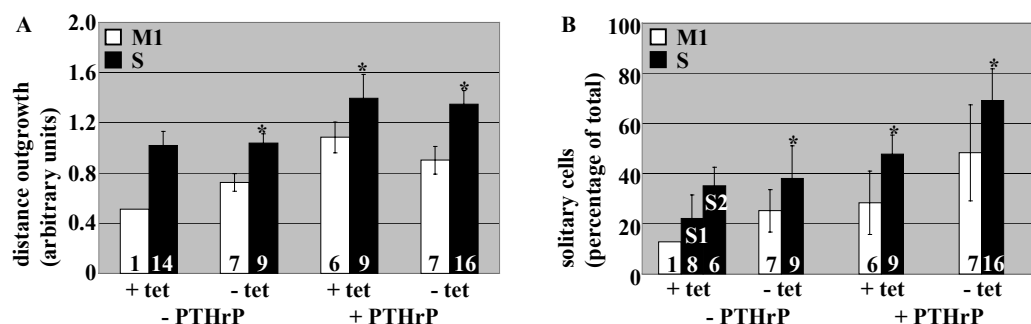 A
distance outgrowth
(arbitrary units)
2.0
1.6
1.2
0.8
0.4
0
M1
S
*
*
*
1 14 7 9 6 9 7 16
+ tet - tet + tet - tet
- PTHrP + PTHrP
B
solitary cells
(percentage of total)
100
80
60
40
20
0
M1
S
*
*
*
S2
S1
1 8 6 7 9 6 9 7 16
+ tet - tet + tet - tet
- PTHrP + PTHrP